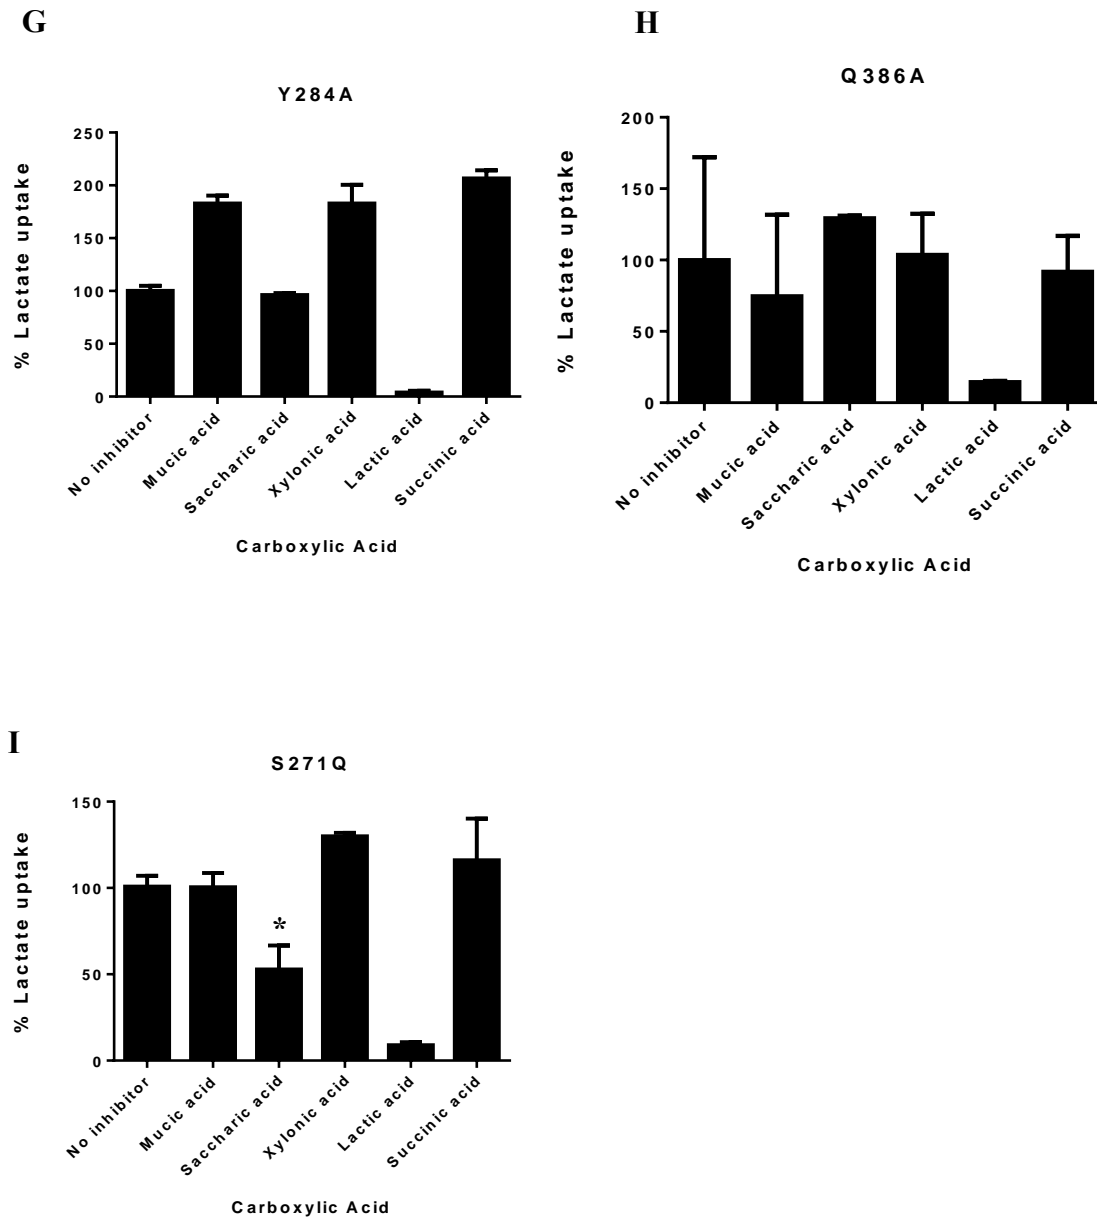 G
Y284A
% Lactate uptake
250
200
150
100
50
0
No inhibitor
Mucic acid
Saccharic acid
Xylonic acid
Lactic acid
Succinic acid
Carboxylic Acid
H
Q386A
% Lactate uptake
200
150
100
50
0
No inhibitor
Mucic acid
Saccharic acid
Xylonic acid
Lactic acid
Succinic acid
Carboxylic Acid
I
S271Q
% Lactate uptake
150
100
50
0
*
No inhibitor
Mucic acid
Saccharic acid
Xylonic acid
Lactic acid
Succinic acid
Carboxylic Acid